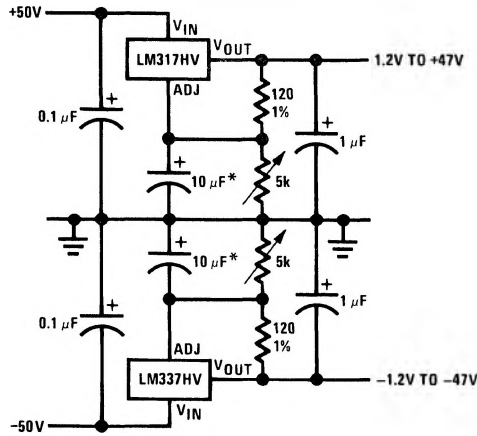 +50V
VIN
LM317HV
VOUT
1.2V TO +47V
ADJ
120
1%
0.1 μF
+
+
10 μF*
5k
+
1 μF
+
10 μF*
5k
+
0.1 μF
+
1 μF
120
1%
ADJ
LM337HV
VOUT
−1.2V TO −47V
VIN
−50V